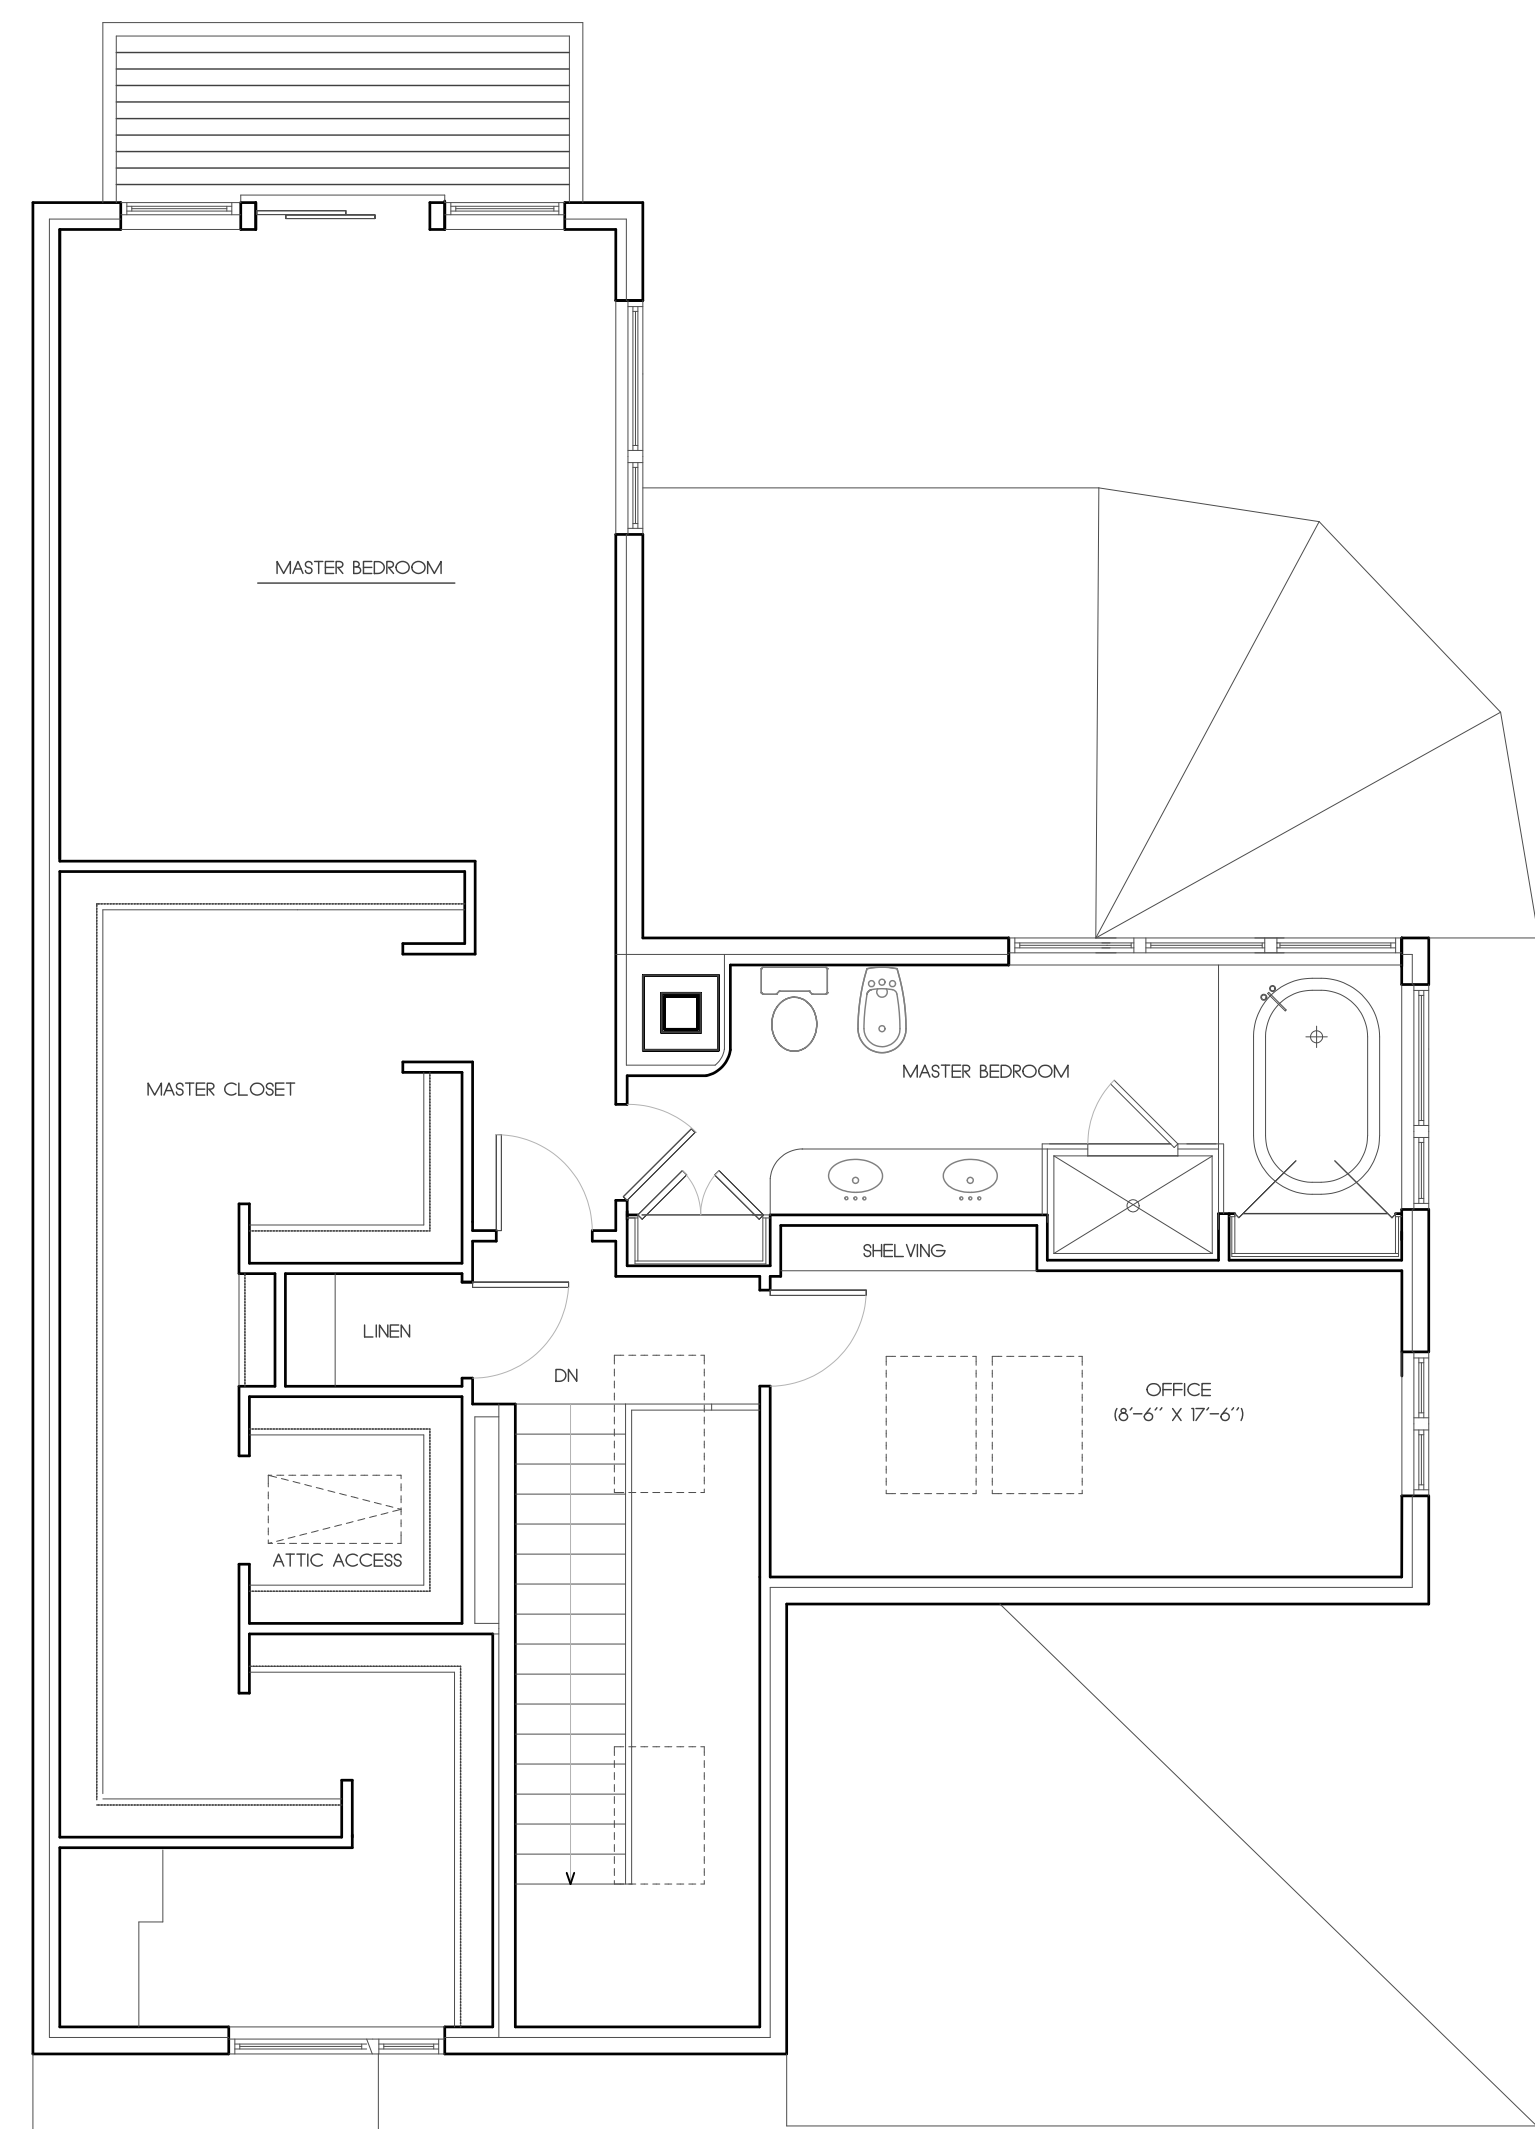 MASTER BEDROOM
MASTER BEDROOM
MASTER CLOSET
SHELVING
LINEN
DN
OFFICE
(8'-6'' X 17'-6'')
ATTIC ACCESS